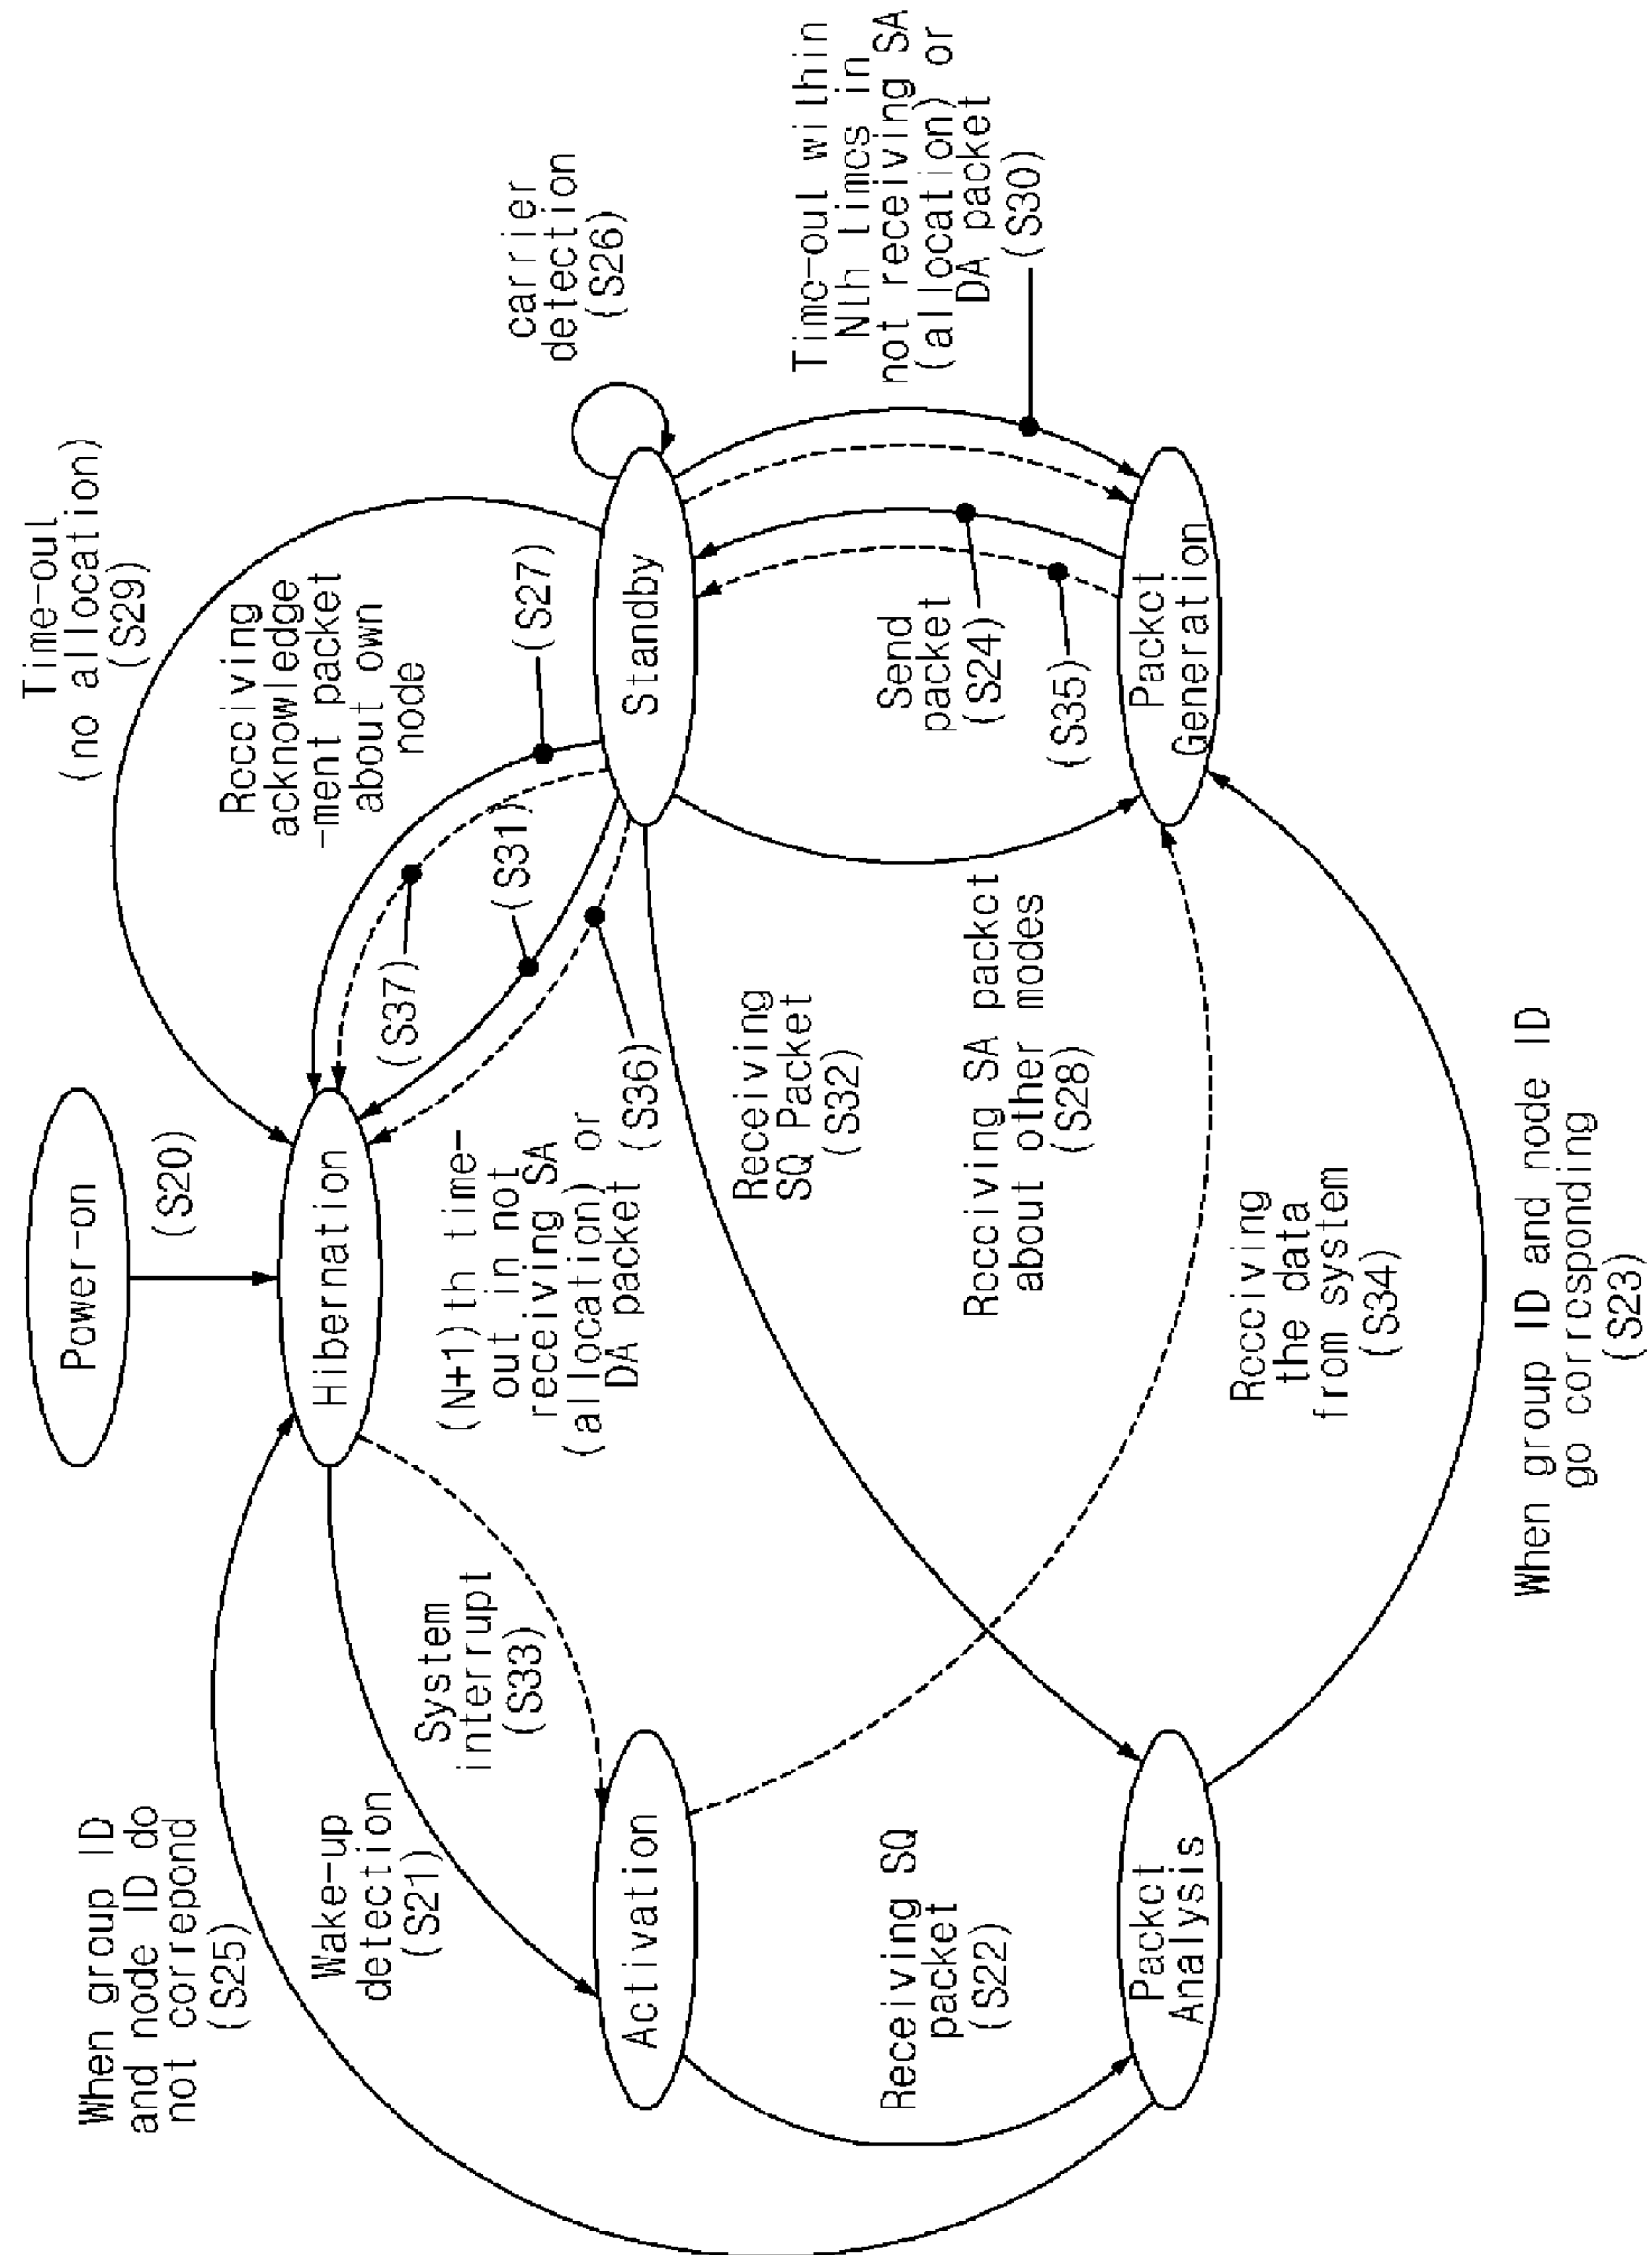 Power-on
(S20)
Hibernation
Time-out
(no allocation)
(S29)
When group ID
and node ID do
not correpond
(S25)
Receiving
acknowledge
-ment packet
about own
node
(S27)
(S37)
(S31)
(S36)
carrier
detection
(S26)
Wake-up
detection
(S21)
System
interrupt
(S33)
(N+1)th time-
out in not
receiving SA
(allocation) or
DA packet
Activation
Standby
Receiving
SQ Packet
(S32)
Time-out within
Nth times in
not receiving SA
(allocation) or
DA packet
(S30)
Receiving SQ
packet
(S22)
Receiving SA packet
about other modes
(S28)
Send
packet
(S24)
(S35)
Receiving
the data
from system
(S34)
Packet
Analysis
Packet
Generation
When group ID and node ID
go corresponding
(S23)